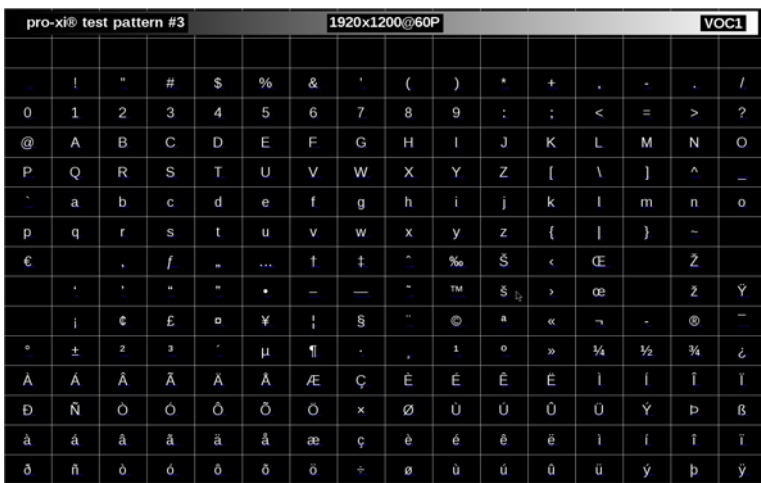 pro-xi® test pattern #3 1920x1200@60P VOC1
! " # $ % & ' ( ) * + , - . /
0 1 2 3 4 5 6 7 8 9 : ; < = > ?
@ A B C D E F G H I J K L M N O
P Q R S T U V W X Y Z [ \ ] ^ _
` a b c d e f g h i j k l m n o
p q r s t u v w x y z { | } ~
€ ‚ ƒ „ … † ‡ ˆ ‰ Š ‹ Œ Ž
‘ ’ “ ” • – — ˜ ™ š › œ ž Ÿ
¡ ¢ £ ¤ ¥ ¦ § ¨ © ª « ¬ - ® ¯
° ± ² ³ ´ µ ¶ · ¸ ¹ º » ¼ ½ ¾ ¿
À Á Â Ã Ä Å Æ Ç È É Ê Ë Ì Í Î Ï
Ð Ñ Ò Ó Ô Õ Ö × Ø Ù Ú Û Ü Ý Þ ß
à á â ã ä å æ ç è é ê ë ì í î ï
ð ñ ò ó ô õ ö ÷ ø ù ú û ü ý þ ÿ